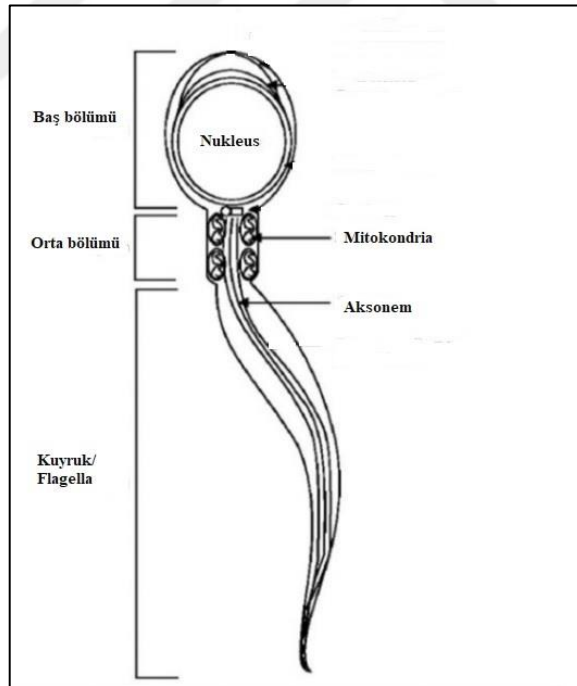 Baş bölümü
Nukleus
Orta bölümü
Mitokondria
Aksonem
Kuyruk/
Flagella